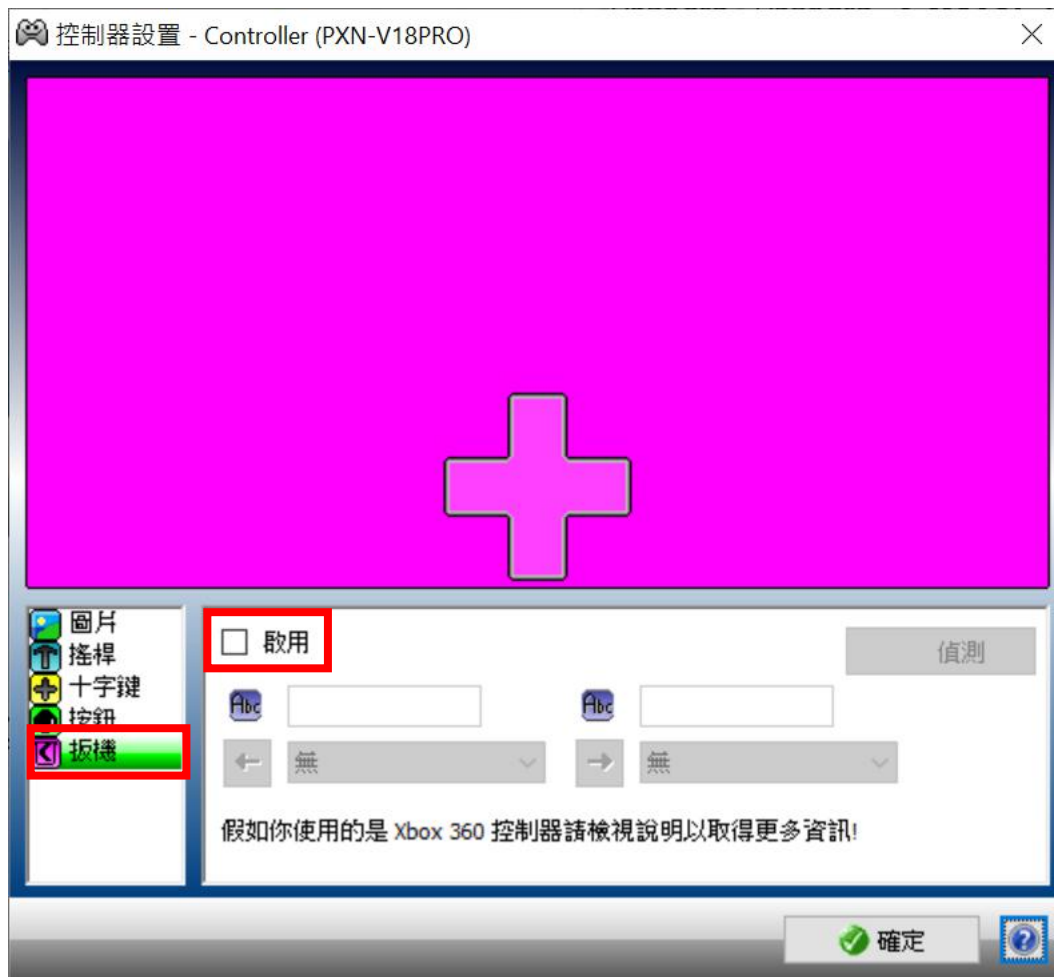 控制器設置 - Controller (PXN-V18PRO)
圖片
搖桿
十字鍵
按鈕
扳機
啟用
偵測
Abc
Abc
無
無
假如你使用的是 Xbox 360 控制器請檢視說明以取得更多資訊!
確定